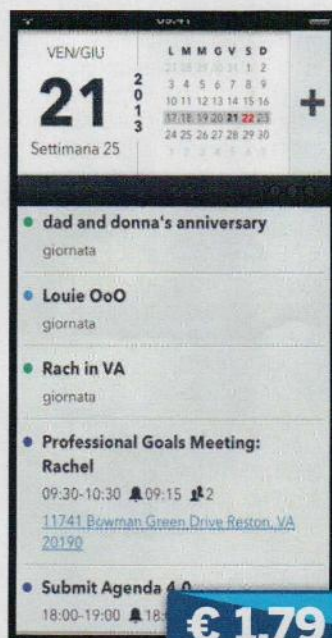 VEN/GIU
21
2013
Settimana 25
L M M G V S D
1 2
3 4 5 6 7 8 9
10 11 12 13 14 15 16
17 18 19 20 21 22 23
24 25 26 27 28 29 30
+
dad and donna's anniversary
giornata
Louie OoO
giornata
Rach in VA
giornata
Professional Goals Meeting:
Rachel
09:30-10:30 09:15 2
11741 Bowman Green Drive Reston, VA
20190
Submit Agenda 4.0
18:00-19:00 18:
€ 1,79